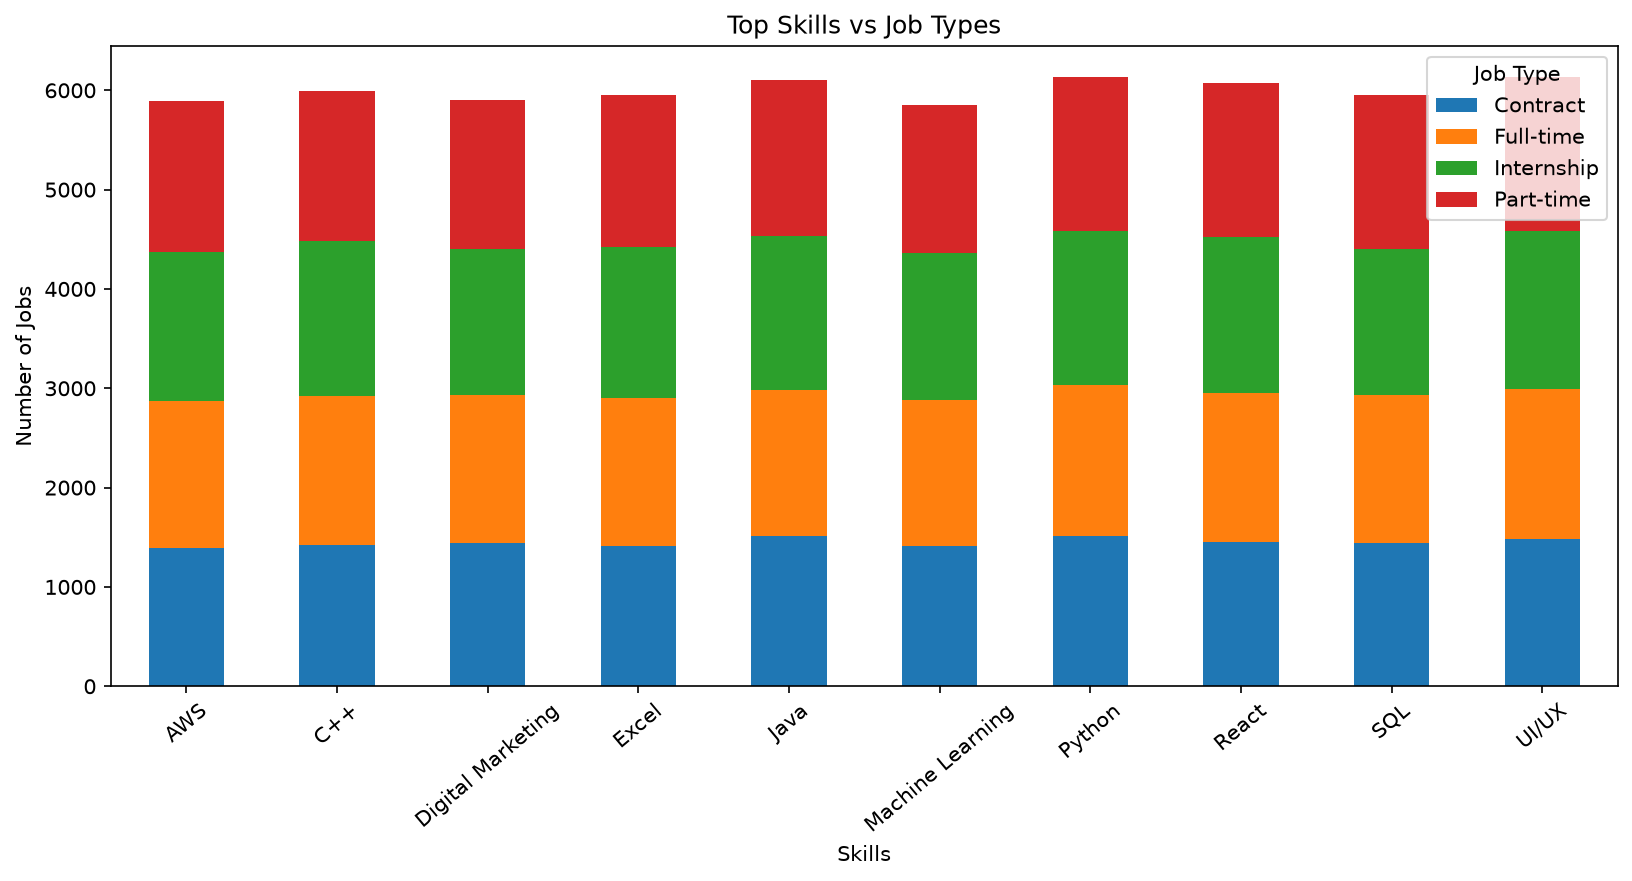 Top Skills vs Job Types
Job Type
Contract
Full-time
Internship
Part-time
Number of Jobs
6000
5000
4000
3000
2000
1000
0
AWS
C++
Digital Marketing
Excel
Java
Machine Learning
Python
React
SQL
UI/UX
Skills